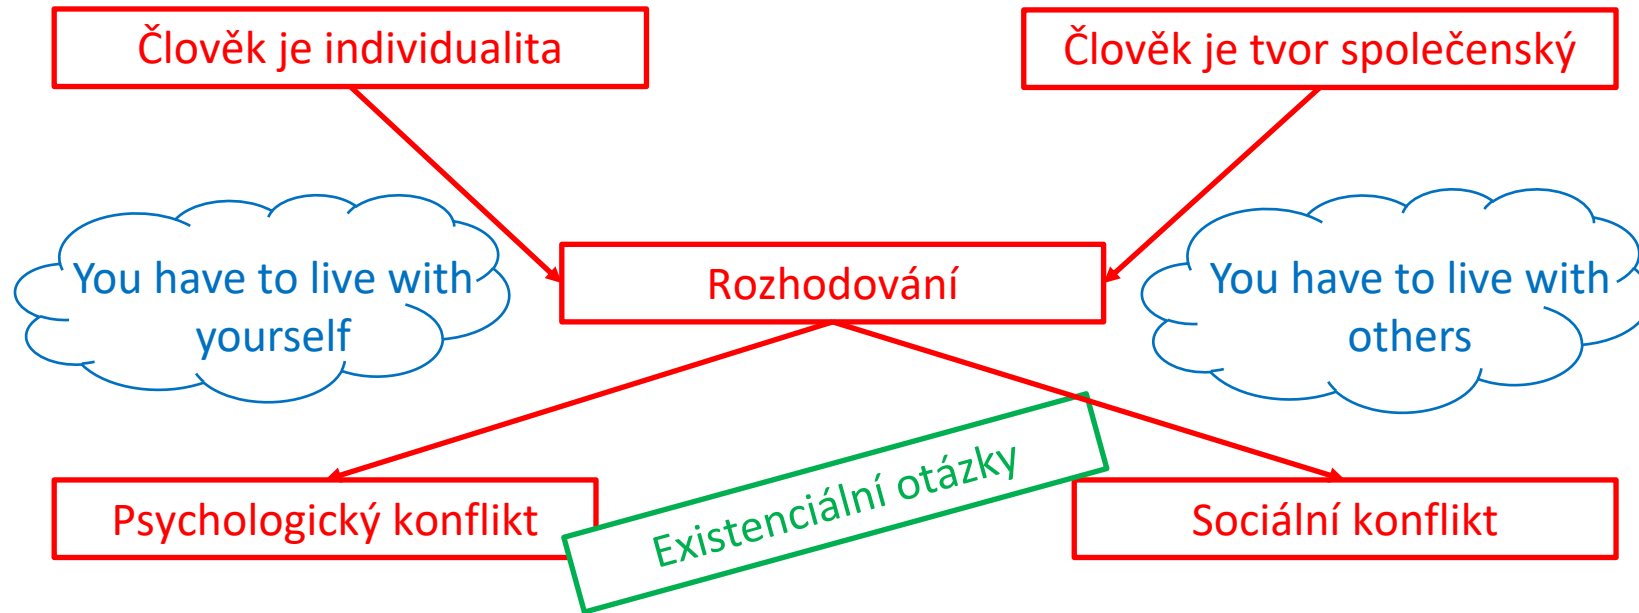 Člověk je individualita
Člověk je tvor společenský
You have to live with
yourself
Rozhodování
You have to live with
others
Psychologický konflikt
Existenciální otázky
Sociální konflikt